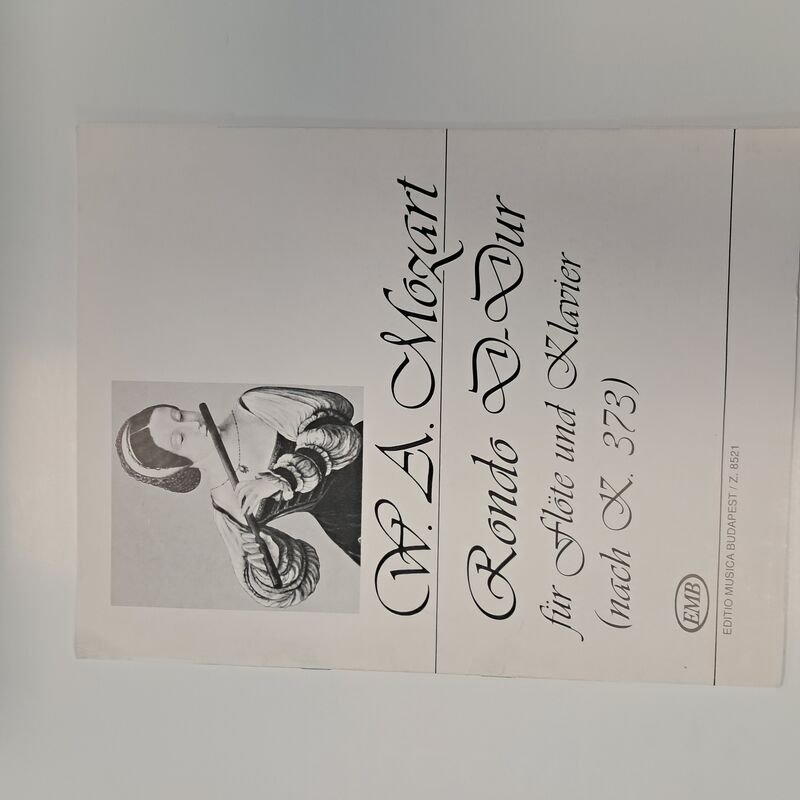 W. A. Mozart
Rondo D-Dur
für Flöte und Klavier
(nach K. 373)
EMB
EDITIO MUSICA BUDAPEST / Z. 8521